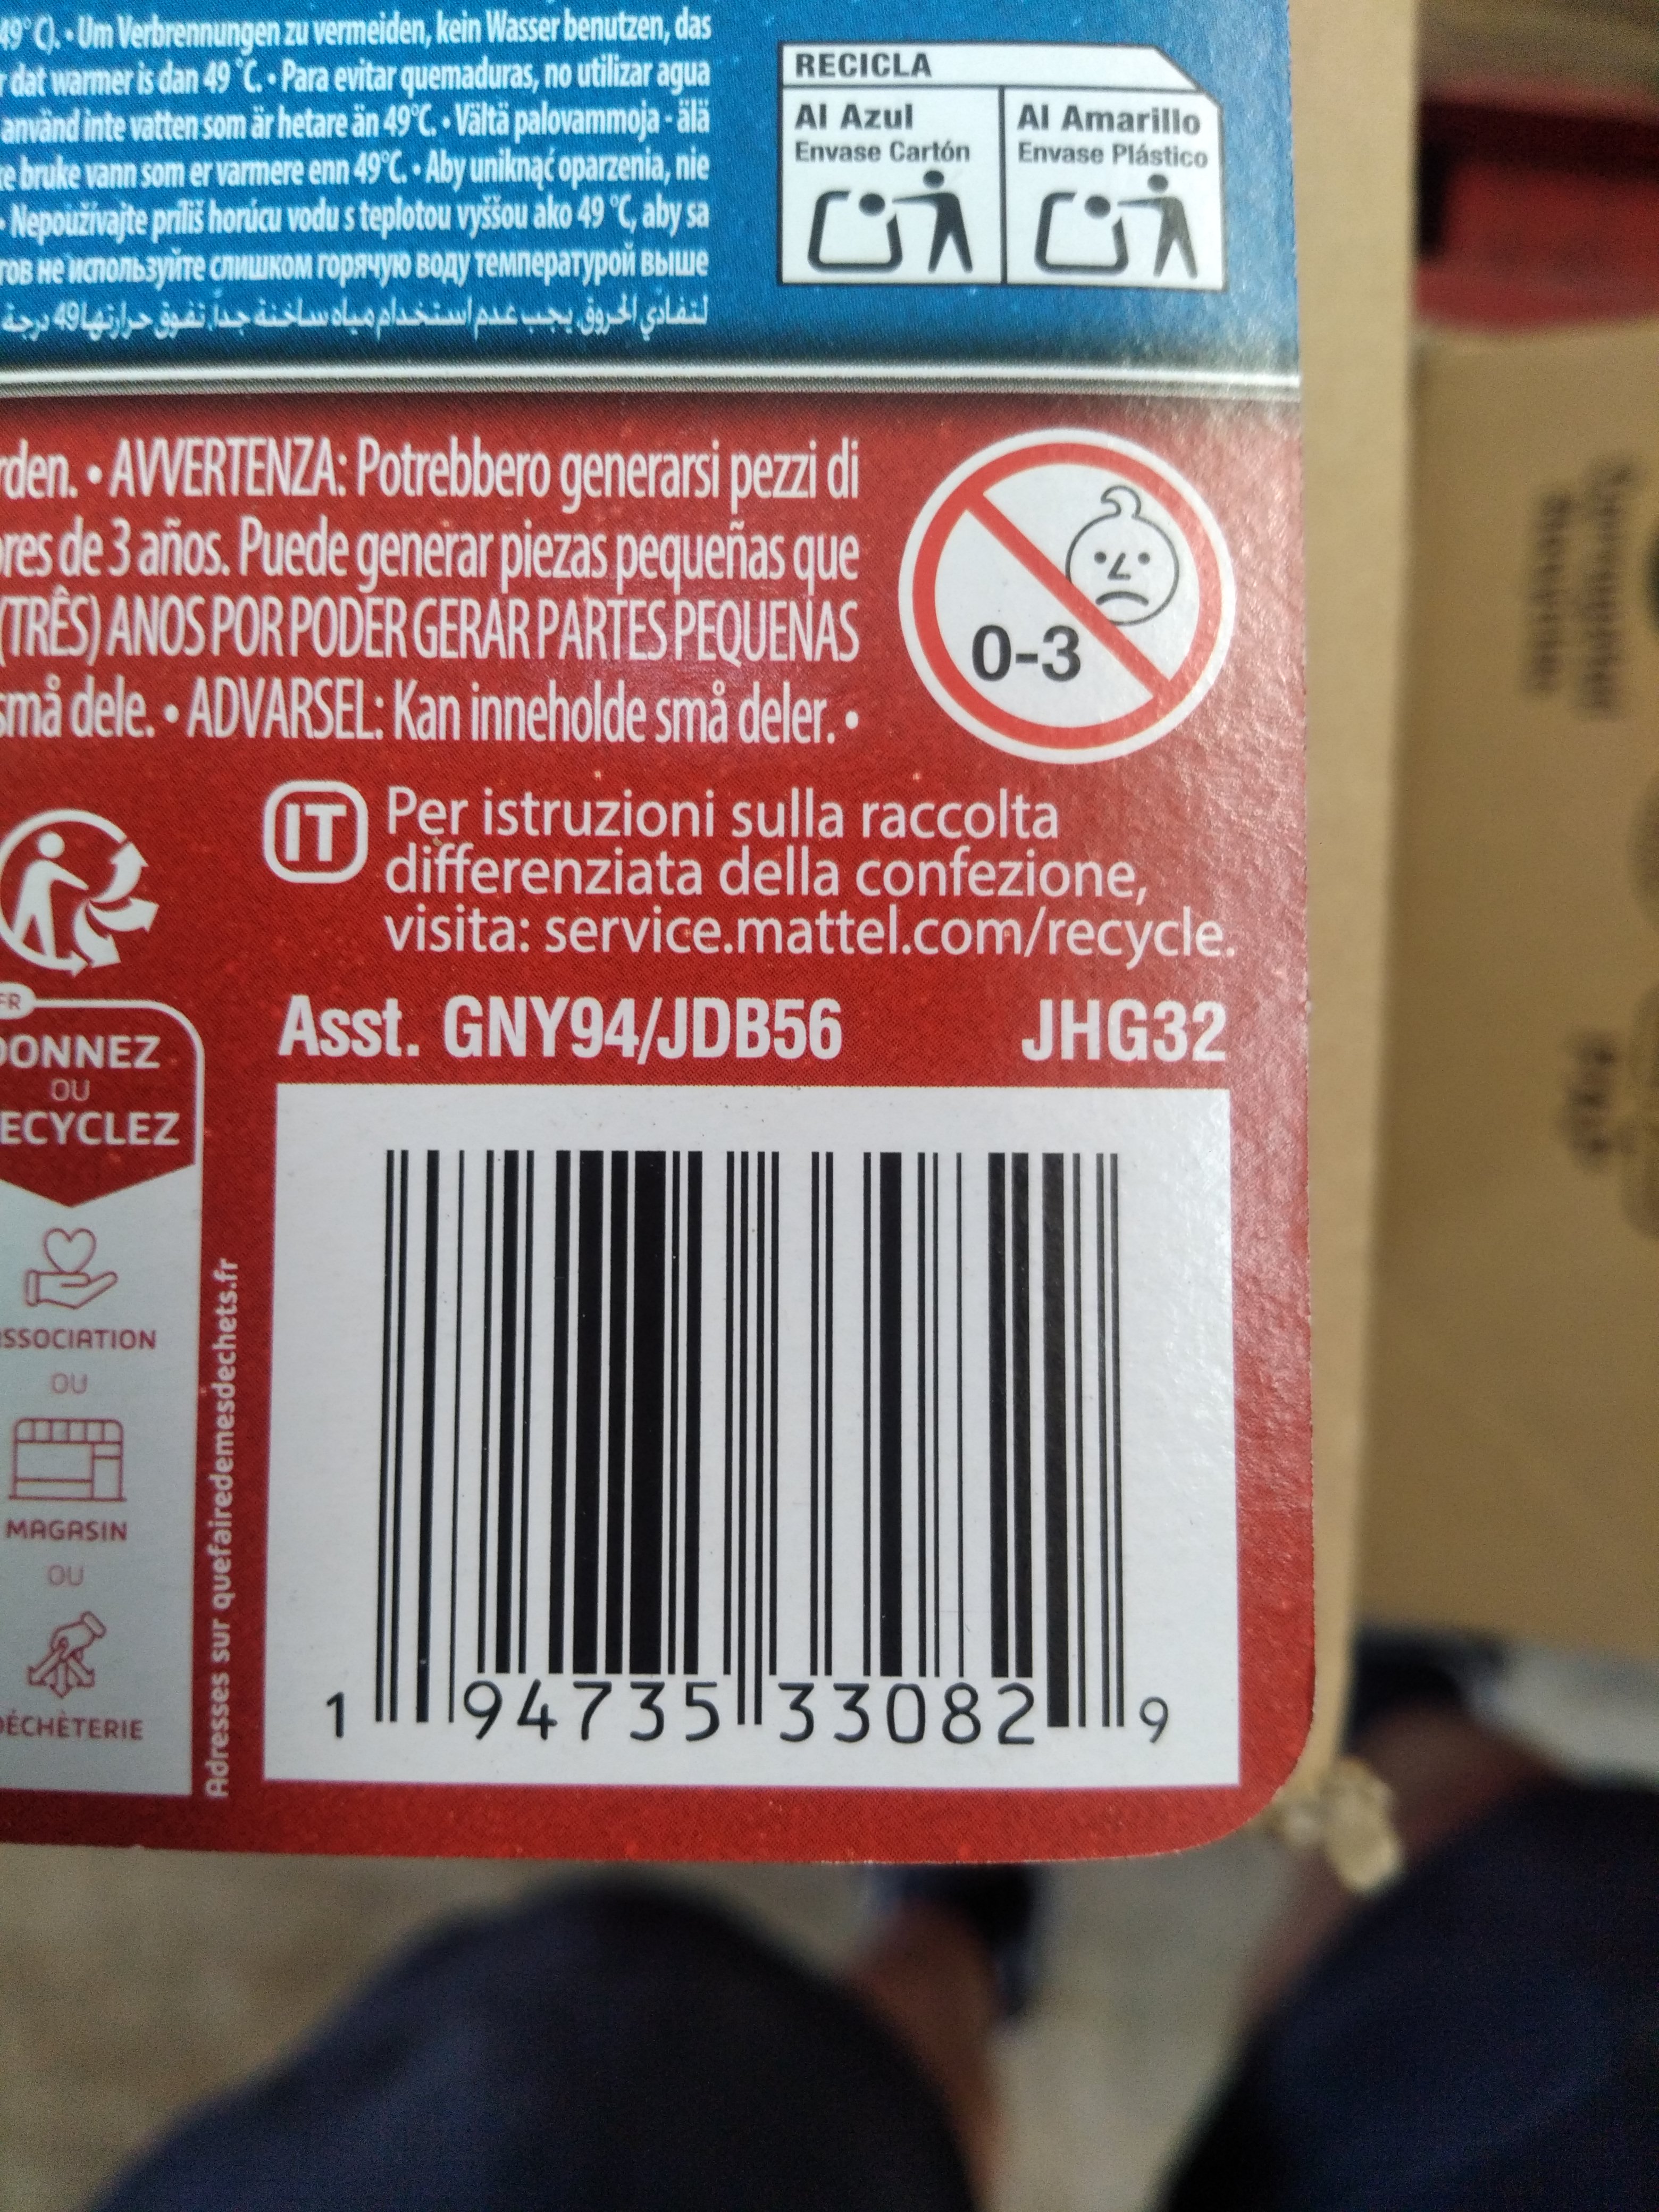 49°C). • Um Verbrennungen zu vermeiden, kein Wasser benutzen, das
dat warmer is dan 49 °C. • Para evitar quemaduras, no utilizar agua
använd inte vatten som är hetare än 49°C. • Vältä palovammoja - älä
bruke vann som er varmere enn 49°C. • Aby uniknąć oparzenia, nie
• Nepoužívajte príliš horúcu vodu s teplotou vyššou ako 49 °C, aby sa
не используйте слишком горячую воду температурой выше
لتفادي الحروق يجب عدم استخدام مياه ساخنة جداً تفوق حرارتها 49 درجة
RECICLA
Al Azul
Envase Cartón
Al Amarillo
Envase Plástico
rden. • AVVERTENZA: Potrebbero generarsi pezzi di
ores de 3 años. Puede generar piezas pequeñas que
(TRÊS) ANOS POR PODER GERAR PARTES PEQUENAS
små dele. • ADVARSEL: Kan inneholde små deler. •
0-3
IT
Per istruzioni sulla raccolta
differenziata della confezione,
visita: service.mattel.com/recycle.
FR
DONNEZ
OU
RECYCLEZ
ASSOCIATION
OU
MAGASIN
OU
DÉCHÈTERIE
Adresses sur quefairedemesdechets.fr
Asst. GNY94/JDB56
JHG32
1 94735 33082 9